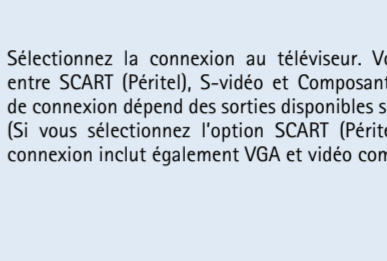 Sélectionnez la connexion au téléviseur.
entre SCART (Péritel), S-vidéo et
de connexion dépend des sorties disponibles
(Si vous sélectionnez l'option SCART
connexion inclut également VGA et vidéo